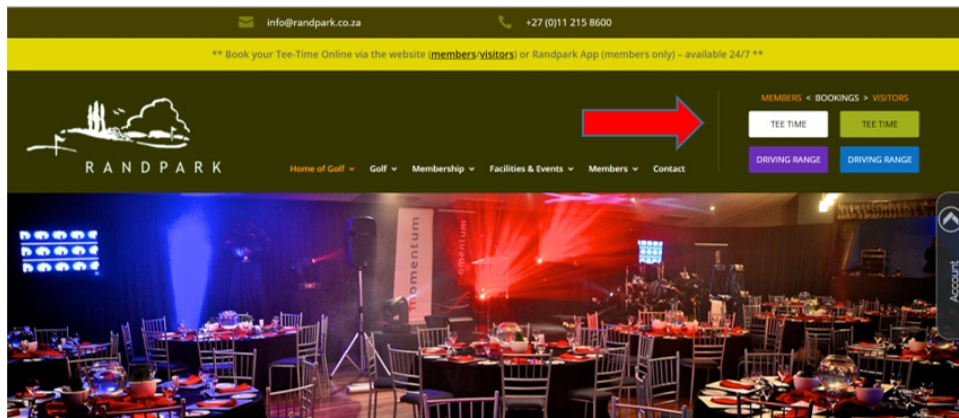 info@randpark.co.za
+27 (0)11 215 8600
** Book your Tee-Time Online via the website (members/visitors) or Randpark App (members only) – available 24/7 **
MEMBERS < BOOKINGS > VISITORS
TEE TIME
TEE TIME
DRIVING RANGE
DRIVING RANGE
RANDPARK
Home of Golf
Golf
Membership
Facilities & Events
Members
Contact
momentum
omentum
Account